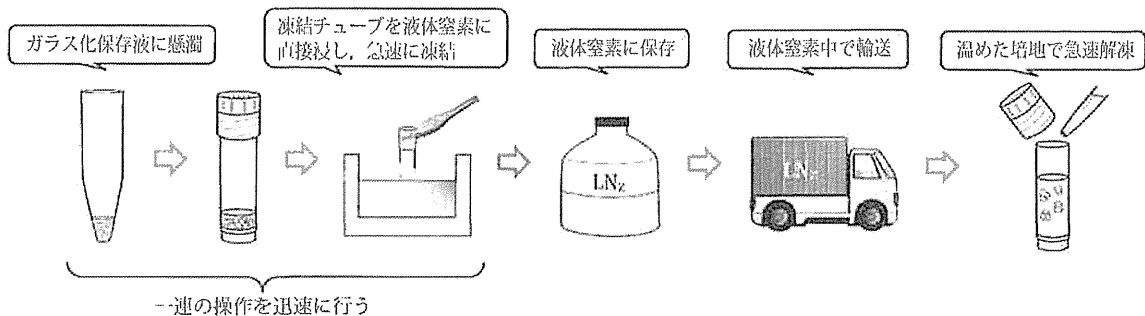 ガラス化保存液に懸濁
凍結チューブを液体窒素に
直接浸し，急速に凍結
液体窒素に保存
液体窒素中で輸送
温めた培地で急速解凍
LN₂
LN₂
一連の操作を迅速に行う